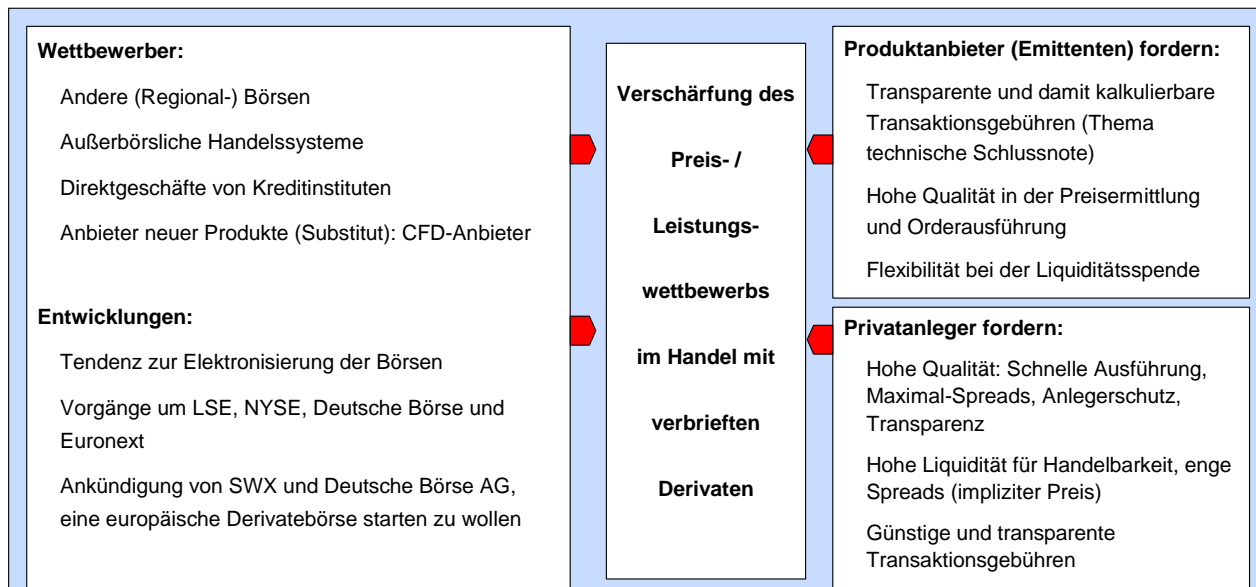 Wettbewerber:
Andere (Regional-) Börsen
Außerbörsliche Handelssysteme
Direktgeschäfte von Kreditinstituten
Anbieter neuer Produkte (Substitut): CFD-Anbieter
Entwicklungen:
Tendenz zur Elektronisierung der Börsen
Vorgänge um LSE, NYSE, Deutsche Börse und
Euronext
Ankündigung von SWX und Deutsche Börse AG,
eine europäische Derivatebörse starten zu wollen
Verschärfung des
Preis- /
Leistungs-
wettbewerbs
im Handel mit
verbrieften
Derivaten
Produktanbieter (Emittenten) fordern:
Transparente und damit kalkulierbare
Transaktionsgebühren (Thema
technische Schlussnote)
Hohe Qualität in der Preisermittlung
und Orderausführung
Flexibilität bei der Liquiditätsspende
Privatanleger fordern:
Hohe Qualität: Schnelle Ausführung,
Maximal-Spreads, Anlegerschutz,
Transparenz
Hohe Liquidität für Handelbarkeit, enge
Spreads (impliziter Preis)
Günstige und transparente
Transaktionsgebühren